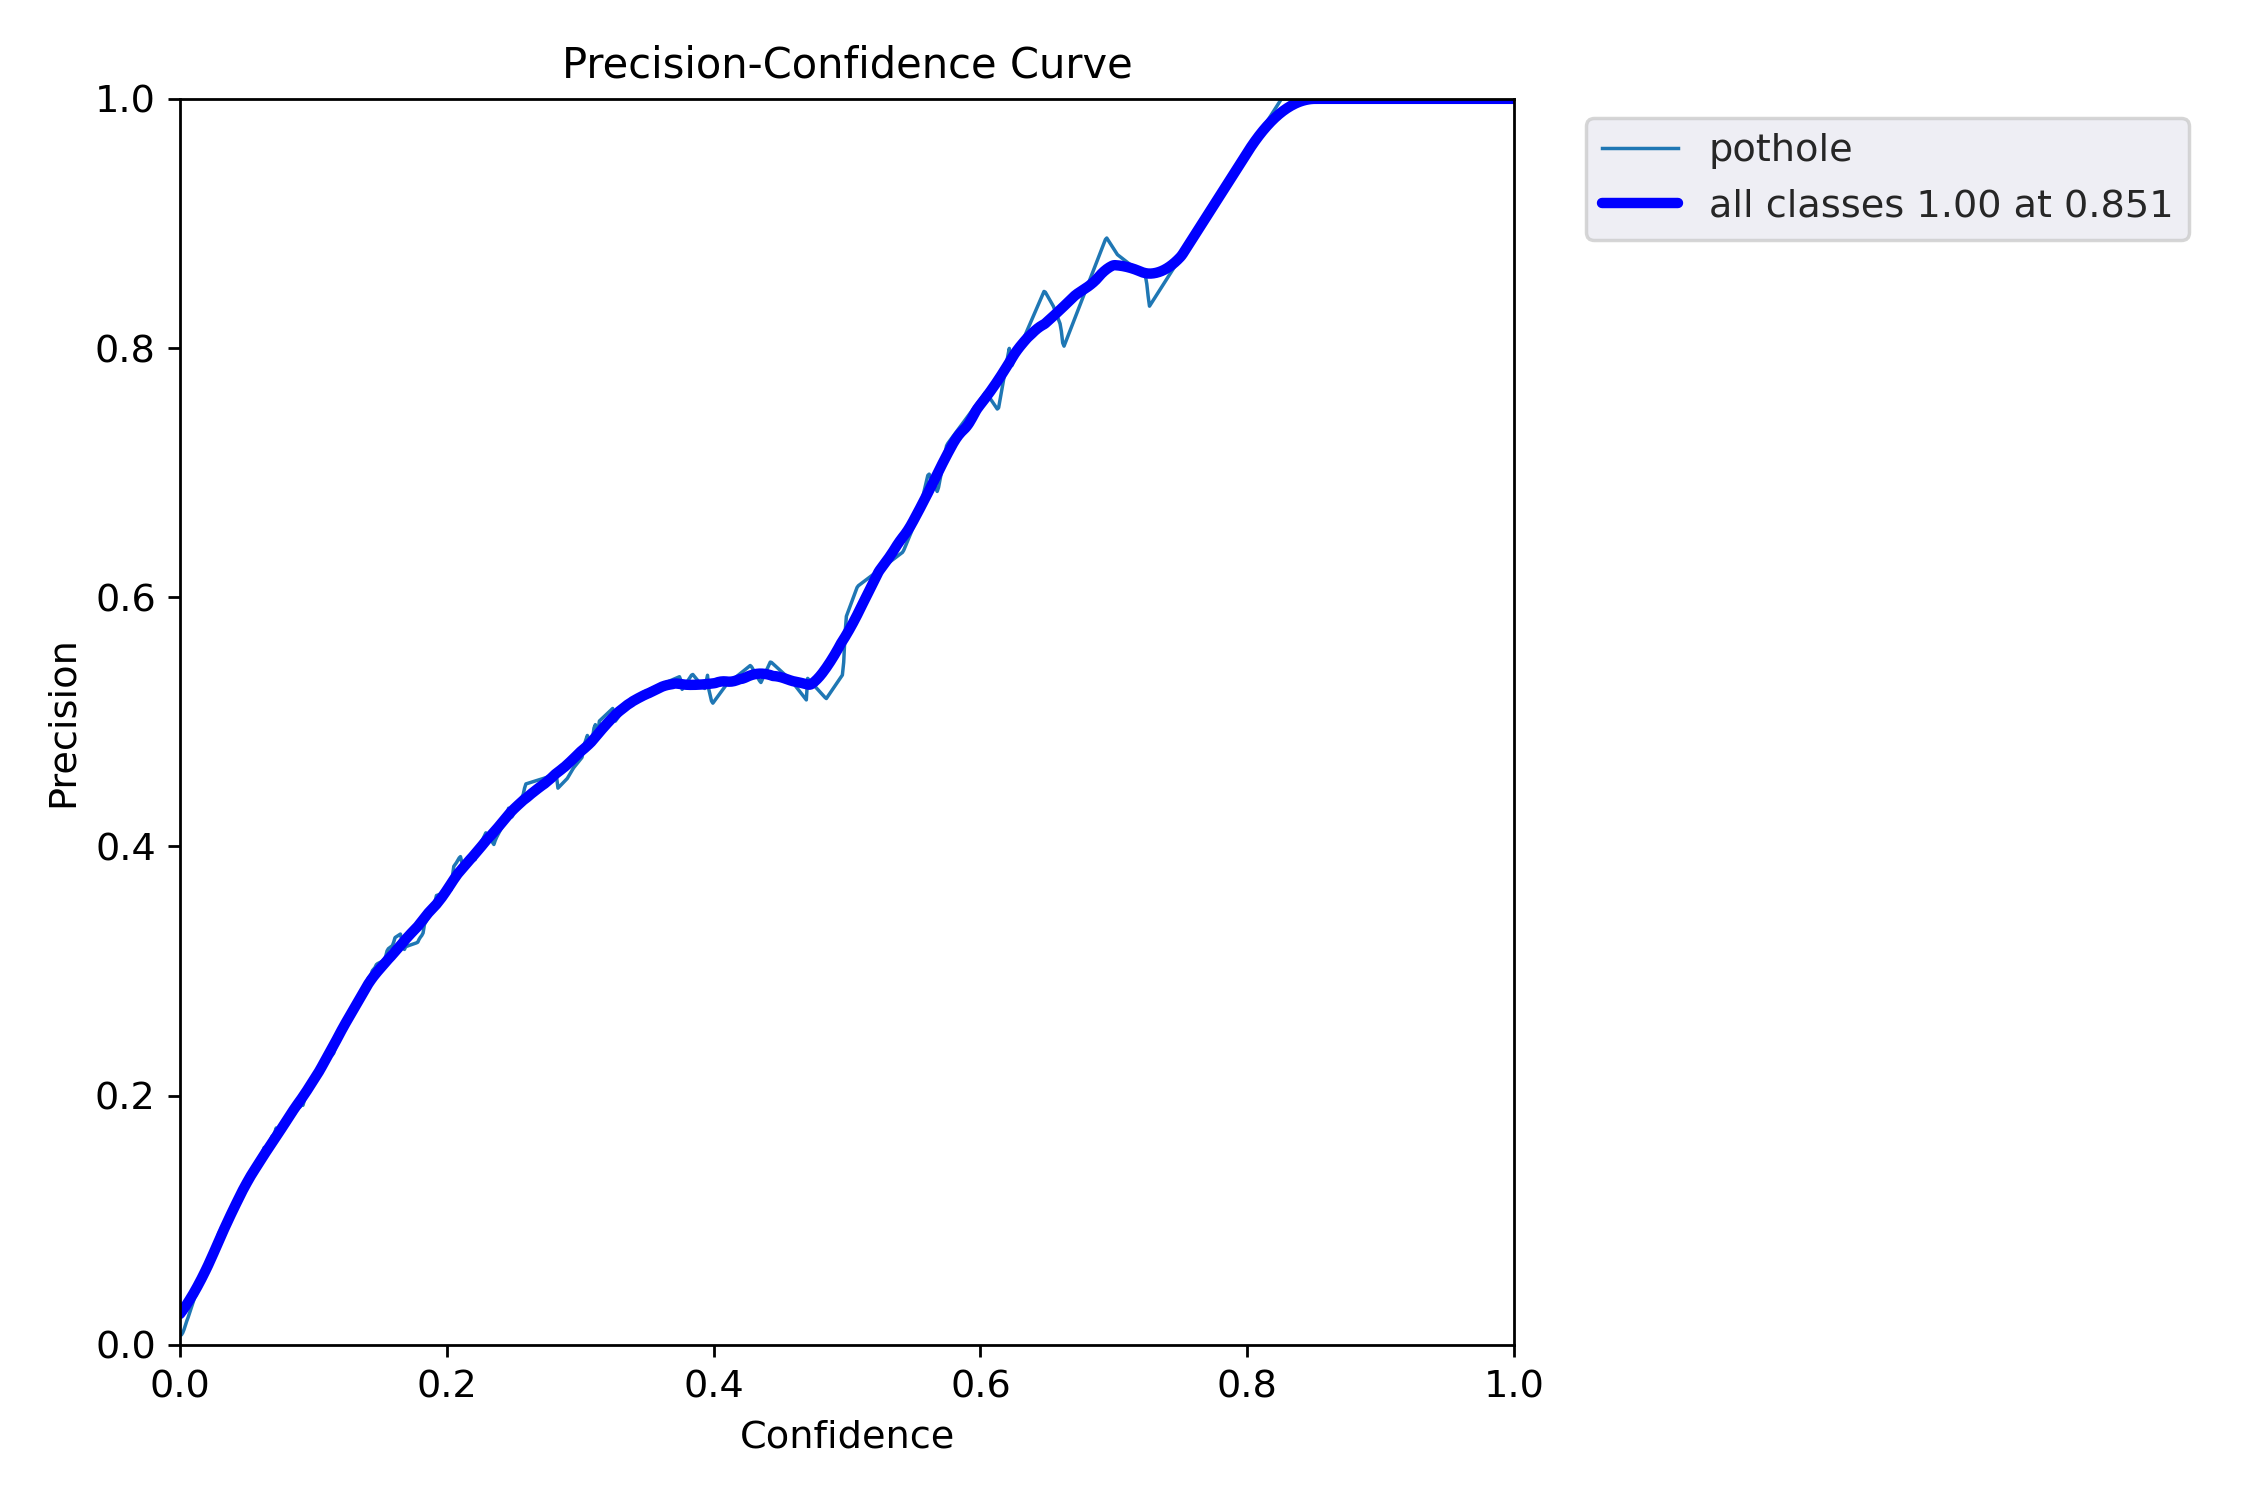 Precision-Confidence Curve
1.0
0.8
0.6
0.4
0.2
0.0
Precision
0.0 0.2 0.4 0.6 0.8 1.0
Confidence
pothole
all classes 1.00 at 0.851